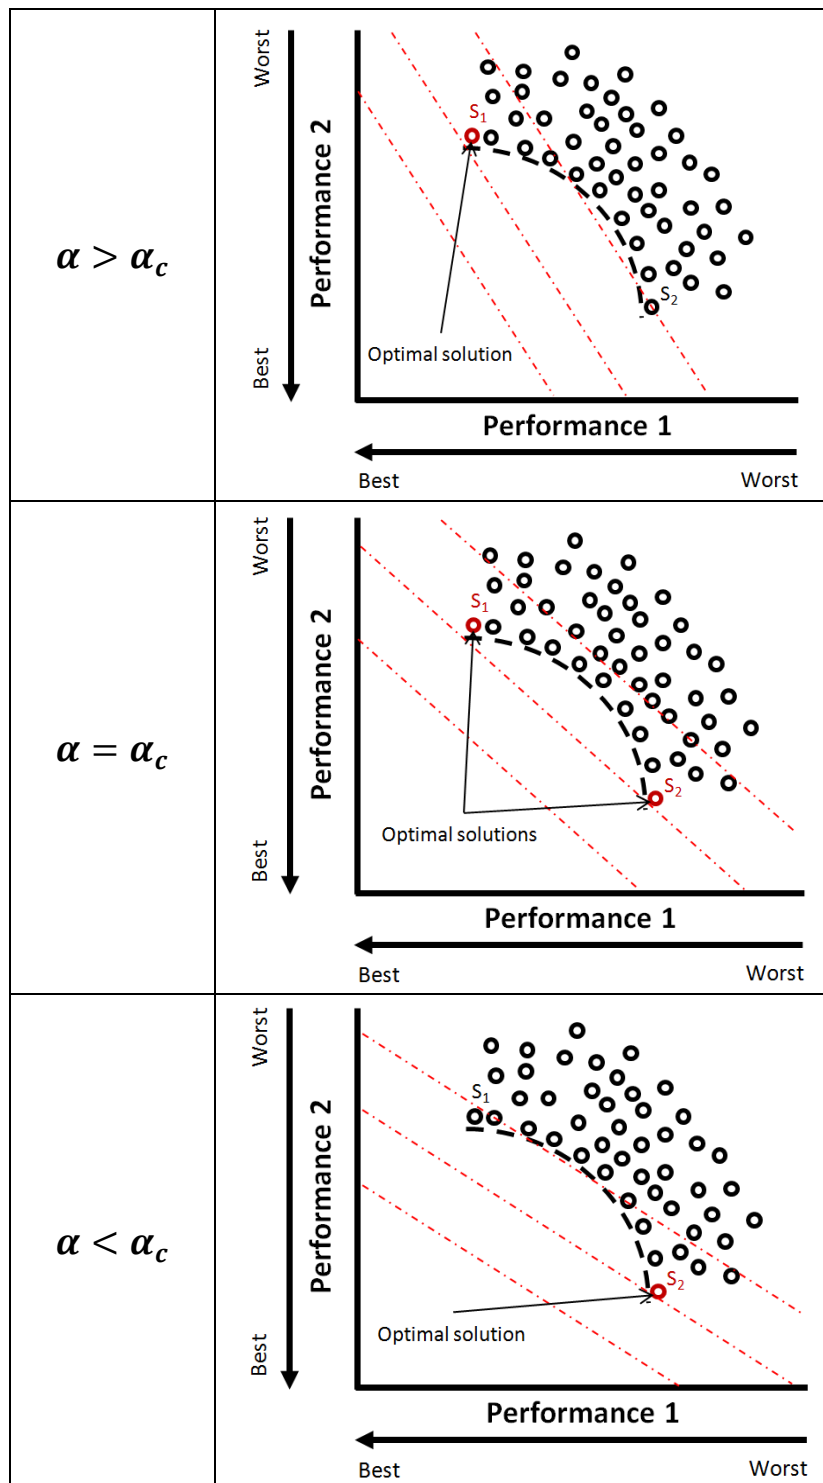 α > αc
Worst
Performance 2
Best
S1
S2
Optimal solution
Performance 1
Best
Worst
α = αc
Worst
Performance 2
Best
S1
S2
Optimal solutions
Performance 1
Best
Worst
α < αc
Worst
Performance 2
Best
S1
S2
Optimal solution
Performance 1
Best
Worst